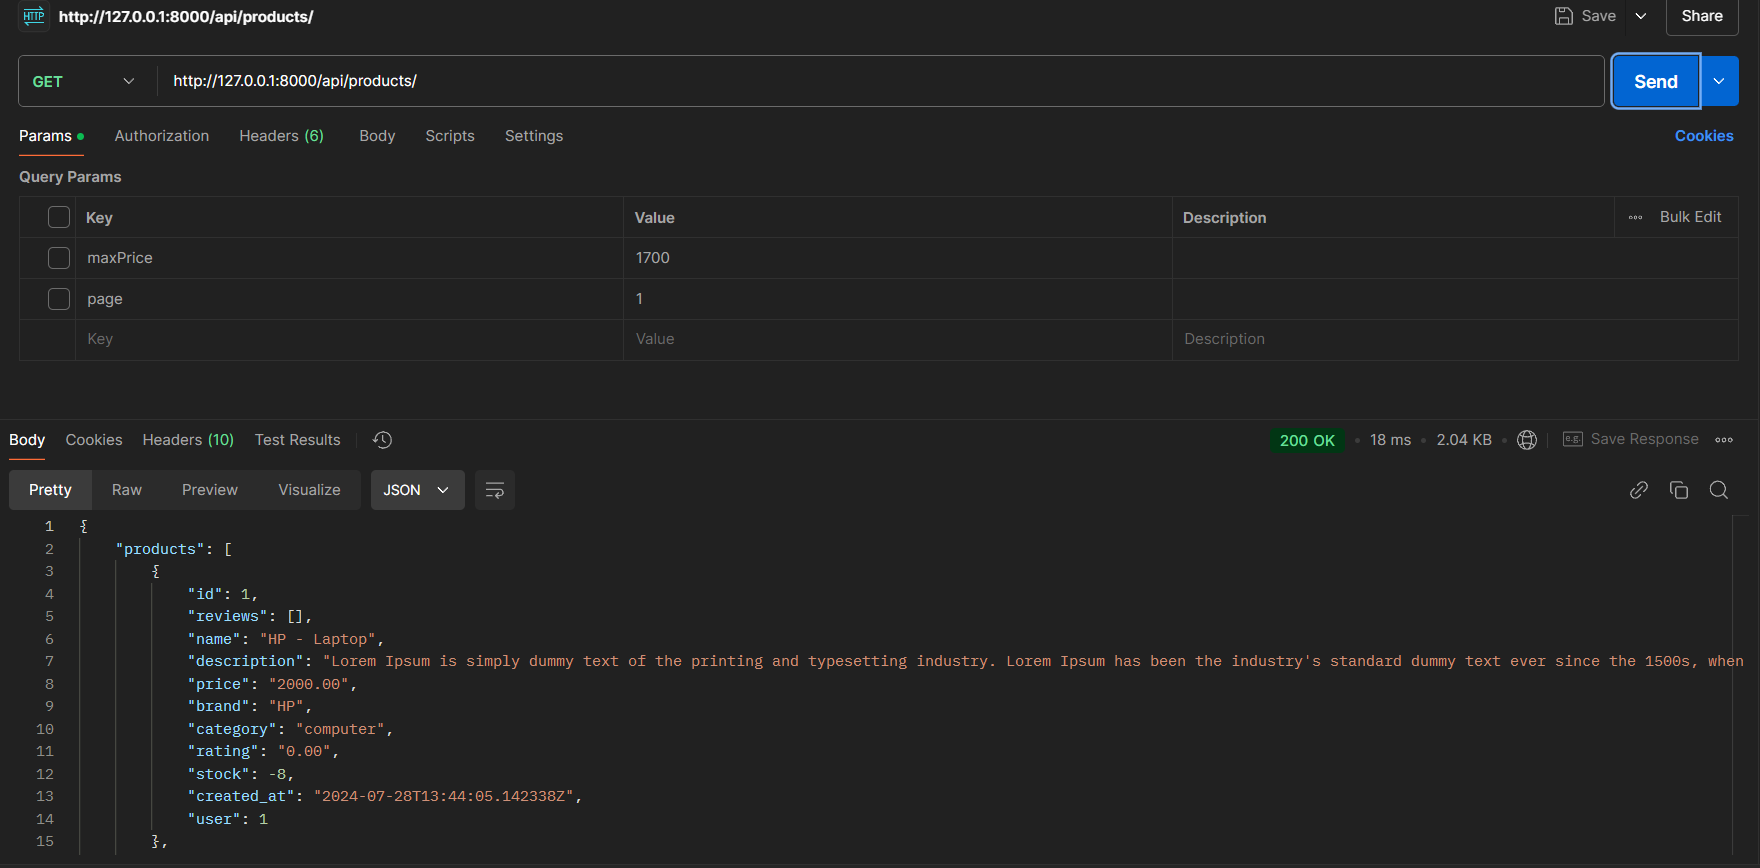 HTTP http://127.0.0.1:8000/api/products/ Save Share
GET http://127.0.0.1:8000/api/products/ Send
Params Authorization Headers (6) Body Scripts Settings Cookies
Query Params
Key Value Description Bulk Edit
maxPrice 1700
page 1
Key Value Description
Body Cookies Headers (10) Test Results 200 OK 18 ms 2.04 KB e.g. Save Response
Pretty Raw Preview Visualize JSON
1 {
2 "products": [
3 {
4 "id": 1,
5 "reviews": [],
6 "name": "HP - Laptop",
7 "description": "Lorem Ipsum is simply dummy text of the printing and typesetting industry. Lorem Ipsum has been the industry's standard dummy text ever since the 1500s, when
8 "price": "2000.00",
9 "brand": "HP",
10 "category": "computer",
11 "rating": "0.00",
12 "stock": -8,
13 "created_at": "2024-07-28T13:44:05.142338Z",
14 "user": 1
15 },